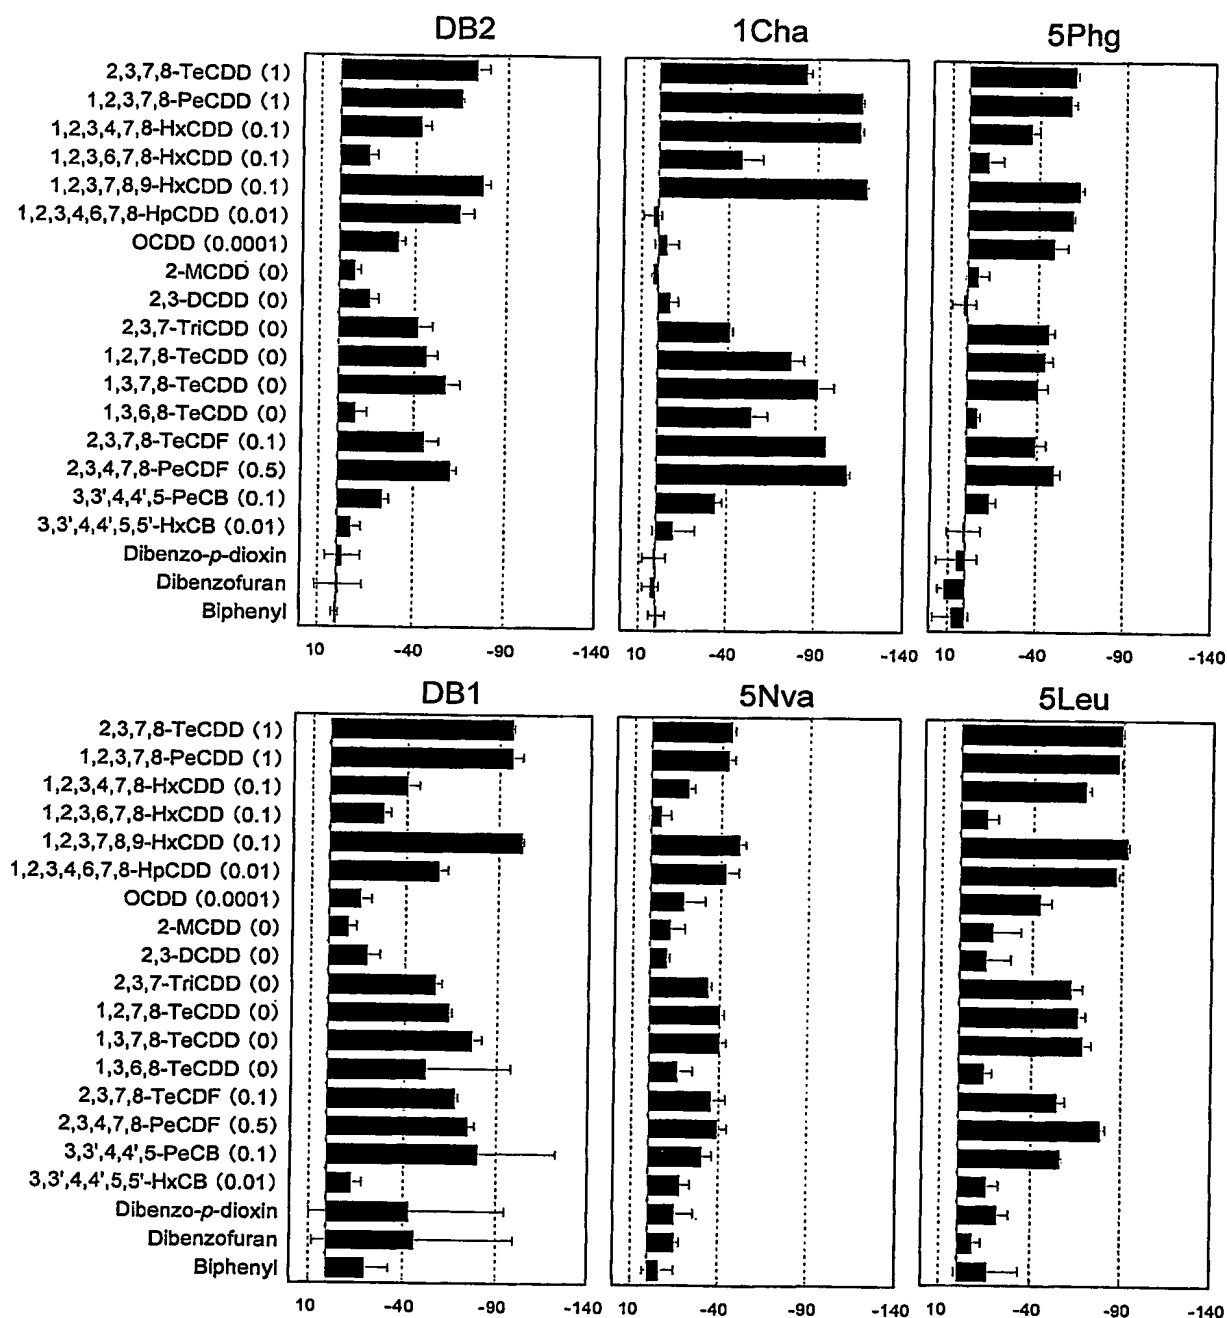 DB2 1Cha 5Phg
2,3,7,8-TeCDD (1)
1,2,3,7,8-PeCDD (1)
1,2,3,4,7,8-HxCDD (0.1)
1,2,3,6,7,8-HxCDD (0.1)
1,2,3,7,8,9-HxCDD (0.1)
1,2,3,4,6,7,8-HpCDD (0.01)
OCDD (0.0001)
2-MCDD (0)
2,3-DCDD (0)
2,3,7-TriCDD (0)
1,2,7,8-TeCDD (0)
1,3,7,8-TeCDD (0)
1,3,6,8-TeCDD (0)
2,3,7,8-TeCDF (0.1)
2,3,4,7,8-PeCDF (0.5)
3,3',4,4',5-PeCB (0.1)
3,3',4,4',5,5'-HxCB (0.01)
Dibenzo-p-dioxin
Dibenzofuran
Biphenyl
10 -40 -90 -140 10 -40 -90 -140 10 -40 -90 -140
DB1 5Nva 5Leu
2,3,7,8-TeCDD (1)
1,2,3,7,8-PeCDD (1)
1,2,3,4,7,8-HxCDD (0.1)
1,2,3,6,7,8-HxCDD (0.1)
1,2,3,7,8,9-HxCDD (0.1)
1,2,3,4,6,7,8-HpCDD (0.01)
OCDD (0.0001)
2-MCDD (0)
2,3-DCDD (0)
2,3,7-TriCDD (0)
1,2,7,8-TeCDD (0)
1,3,7,8-TeCDD (0)
1,3,6,8-TeCDD (0)
2,3,7,8-TeCDF (0.1)
2,3,4,7,8-PeCDF (0.5)
3,3',4,4',5-PeCB (0.1)
3,3',4,4',5,5'-HxCB (0.01)
Dibenzo-p-dioxin
Dibenzofuran
Biphenyl
10 -40 -90 -140 10 -40 -90 -140 10 -40 -90 -140